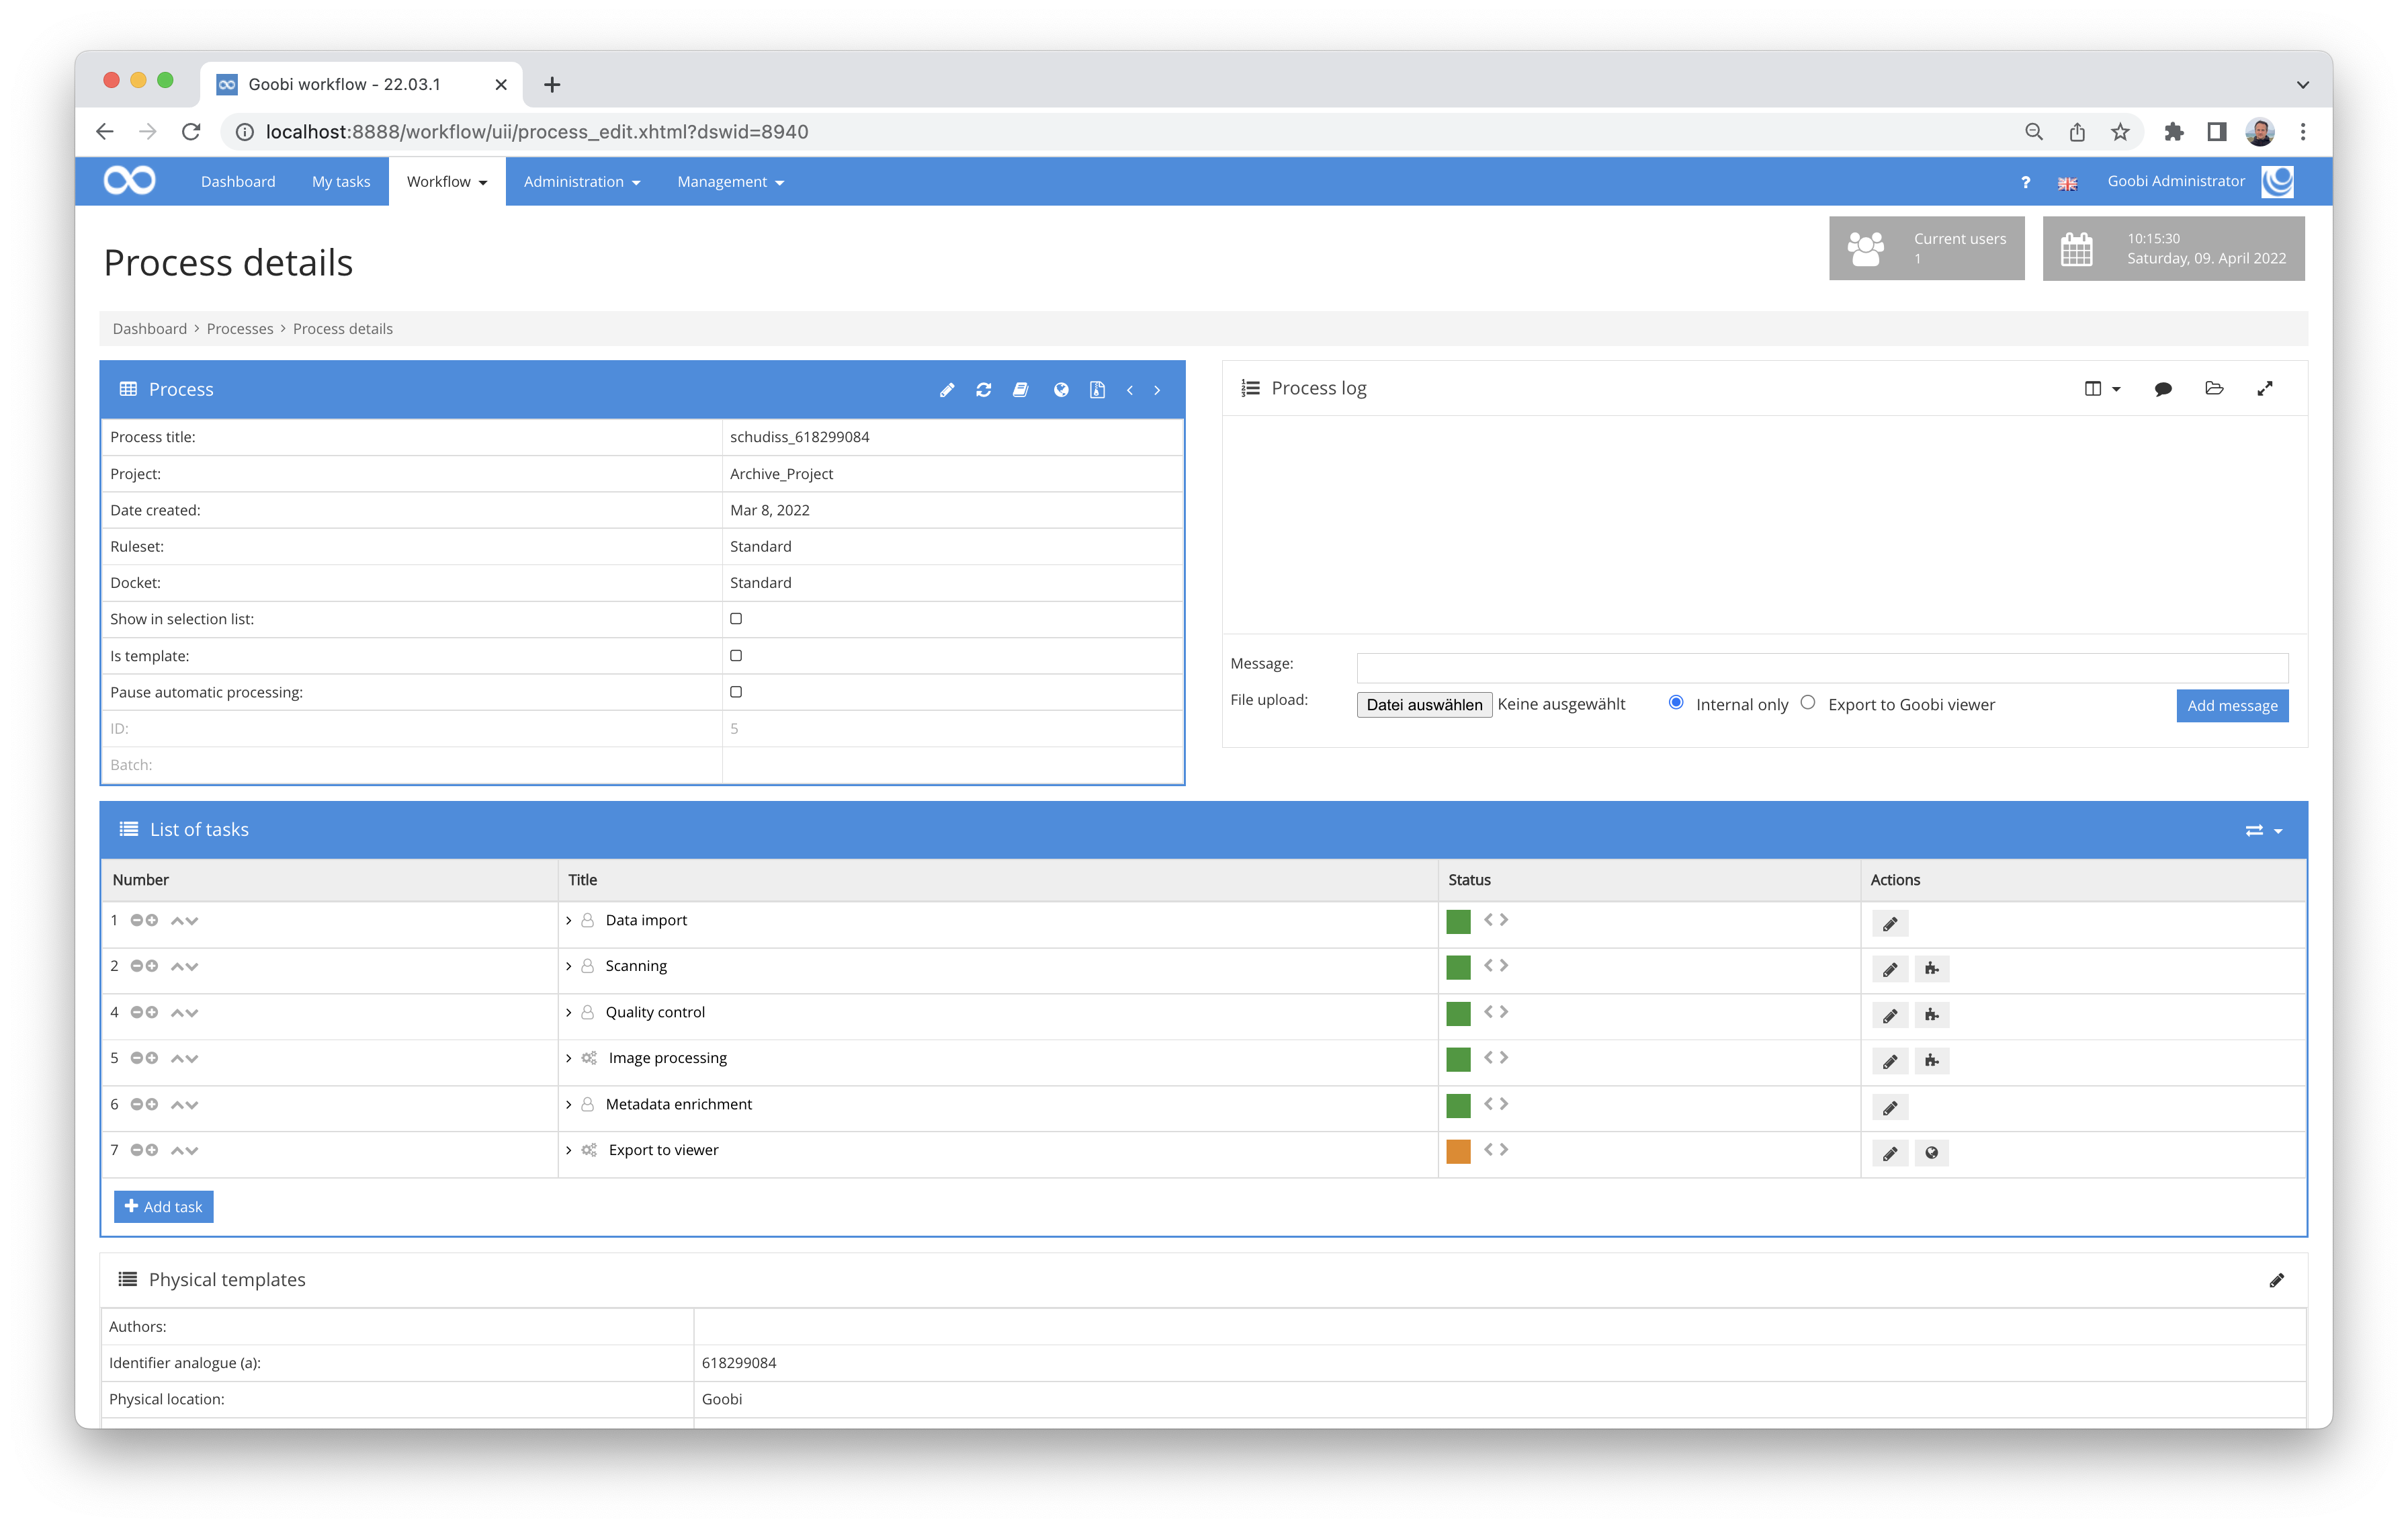 Goobi workflow - 22.03.1
localhost:8888/workflow/uii/process_edit.xhtml?dswid=8940
Dashboard My tasks Workflow Administration Management ? Goobi Administrator
Process details
Current users
1
10:15:30
Saturday, 09. April 2022
Dashboard > Processes > Process details
Process
Process title: schudiss_618299084
Project: Archive_Project
Date created: Mar 8, 2022
Ruleset: Standard
Docket: Standard
Show in selection list:
Is template:
Pause automatic processing:
ID: 5
Batch:
Process log
Message:
File upload: Datei auswählen Keine ausgewählt Internal only Export to Goobi viewer Add message
List of tasks
Number Title Status Actions
1 Data import
2 Scanning
4 Quality control
5 Image processing
6 Metadata enrichment
7 Export to viewer
Add task
Physical templates
Authors:
Identifier analogue (a): 618299084
Physical location: Goobi